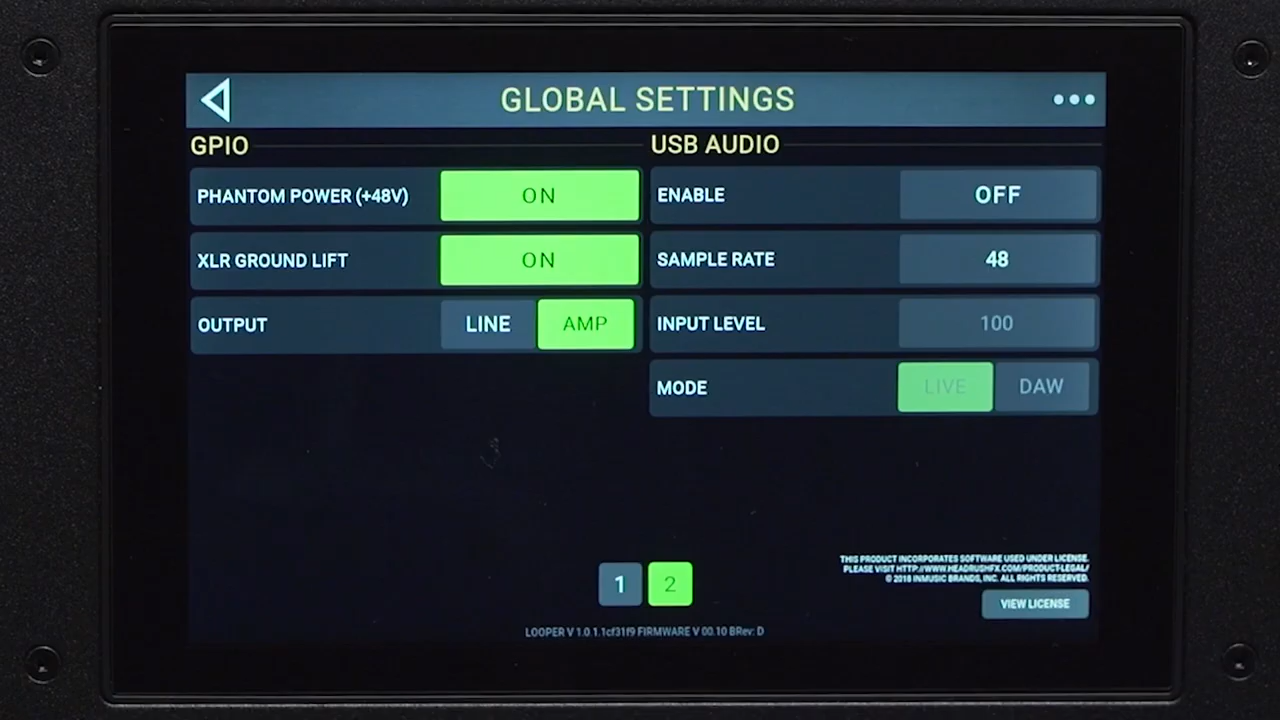 GLOBAL SETTINGS
GPIO
PHANTOM POWER (+48V) ON
XLR GROUND LIFT ON
OUTPUT LINE AMP
USB AUDIO
ENABLE OFF
SAMPLE RATE 48
INPUT LEVEL 100
MODE LIVE DAW
THIS PRODUCT INCORPORATES SOFTWARE USED UNDER LICENSE.
PLEASE VISIT HTTP://WWW.HEADRUSHFX.COM/PRODUCT-LEGAL/
© 2018 INMUSIC BRANDS, INC. ALL RIGHTS RESERVED.
VIEW LICENSE
1 2
LOOPER V 1.0.1.1cf31f9 FIRMWARE V 00.10 BRev: D